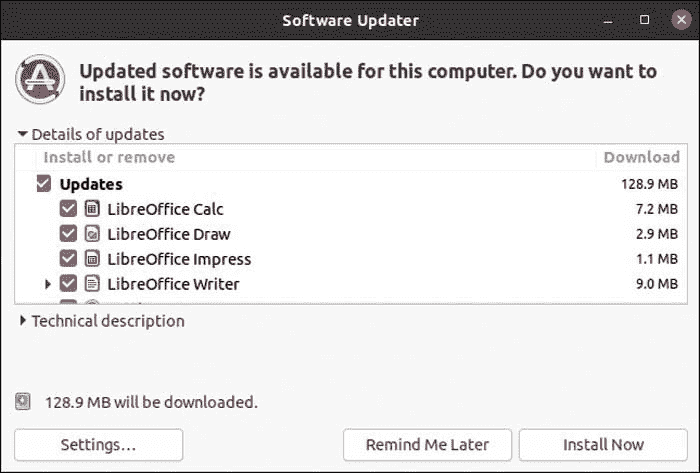 Software Updater
Updated software is available for this computer. Do you want to
install it now?
Details of updates
Install or remove Download
Updates 128.9 MB
LibreOffice Calc 7.2 MB
LibreOffice Draw 2.9 MB
LibreOffice Impress 1.1 MB
LibreOffice Writer 9.0 MB
Technical description
128.9 MB will be downloaded.
Settings... Remind Me Later Install Now